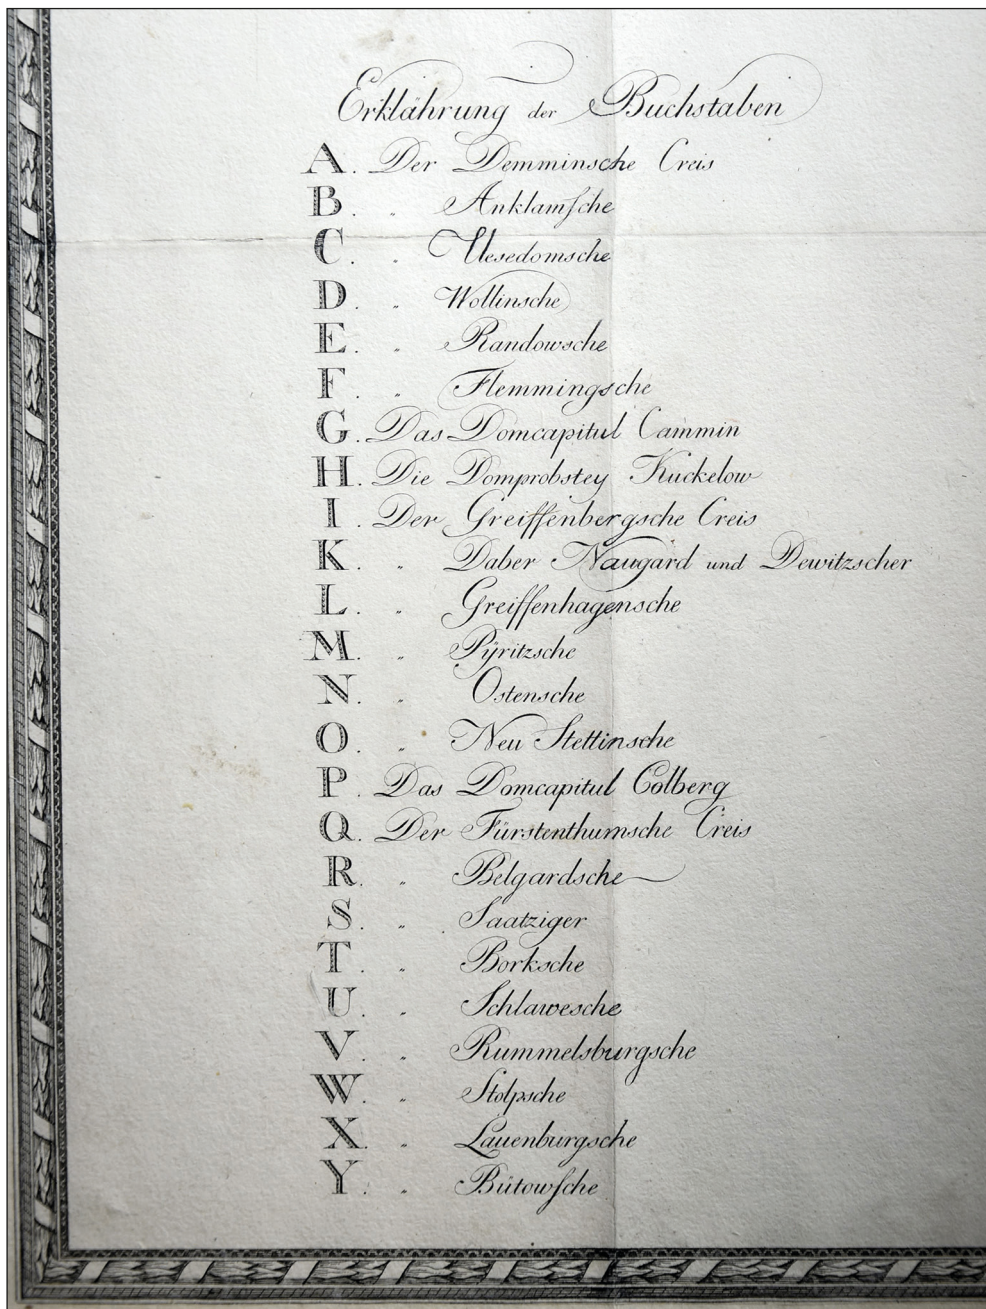 Erklährung der Buchstaben
A. Der Demminsche Creis
B. " Anklamſche
C. " Uesedomsche
D. " Wollinsche
E. " Randowsche
F. " Flemmingsche
G. Das Domcapitul Cammin
H. Die Domprobstey Kuckelow
I. Der Greiffenbergsche Creis
K. " Daber Naugard und Dewitzscher
L. " Greiffenhagensche
M. " Pÿritzsche
N. " Ostensche
O. " Neu Stettinsche
P. Das Domcapitul Colberg
Q. Der Fürstenthumsche Creis
R. " Belgardsche
S. " Saatziger
T. " Borksche
U. " Schlawesche
V. " Rummelsburgsche
W. " Stolpsche
X. " Lauenburgsche
Y. " Bütowſche